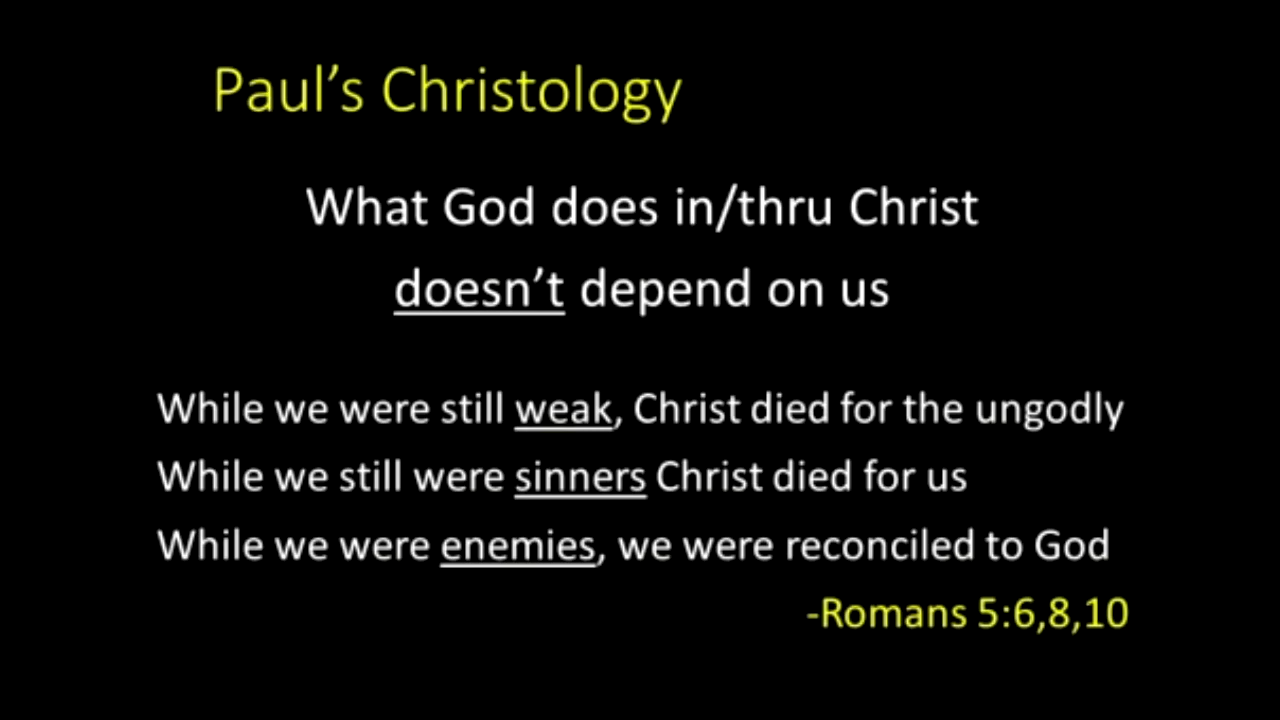 Paul’s Christology
What God does in/thru Christ
doesn’t depend on us
While we were still weak, Christ died for the ungodly
While we still were sinners Christ died for us
While we were enemies, we were reconciled to God
-Romans 5:6,8,10